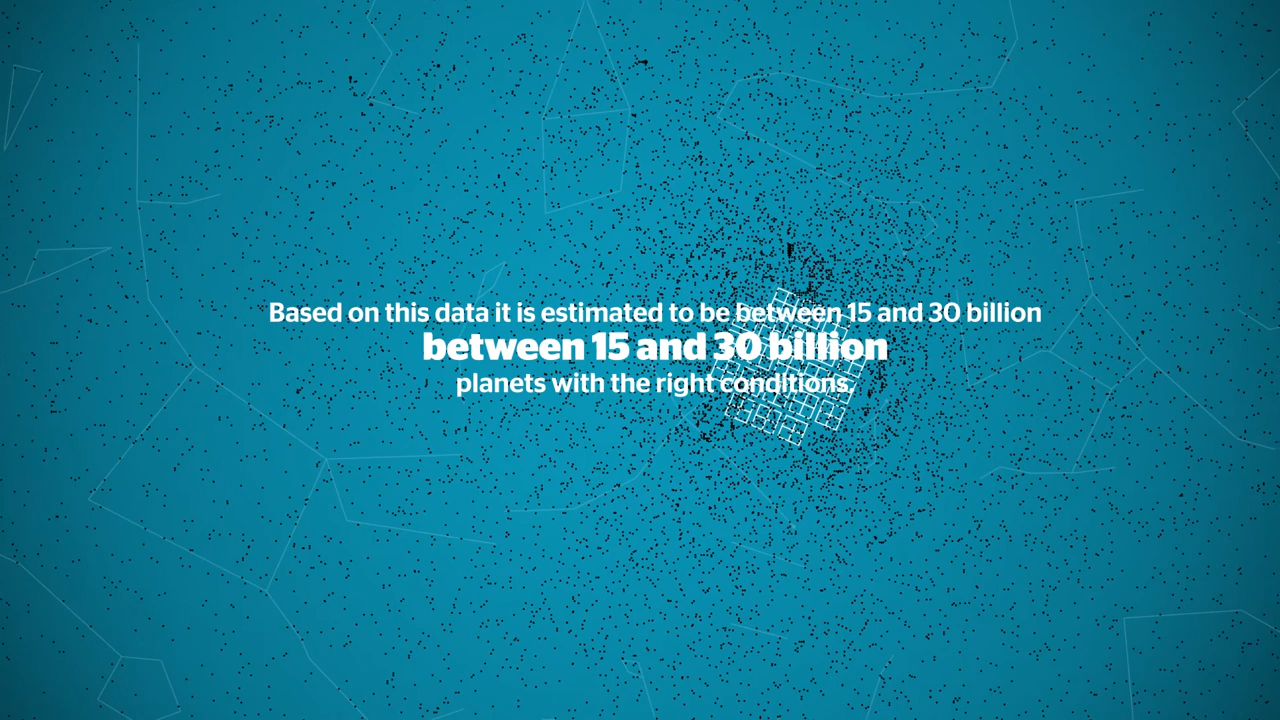 Based on this data it is estimated to be between 15 and 30 billion
between 15 and 30 billion
planets with the right conditions.